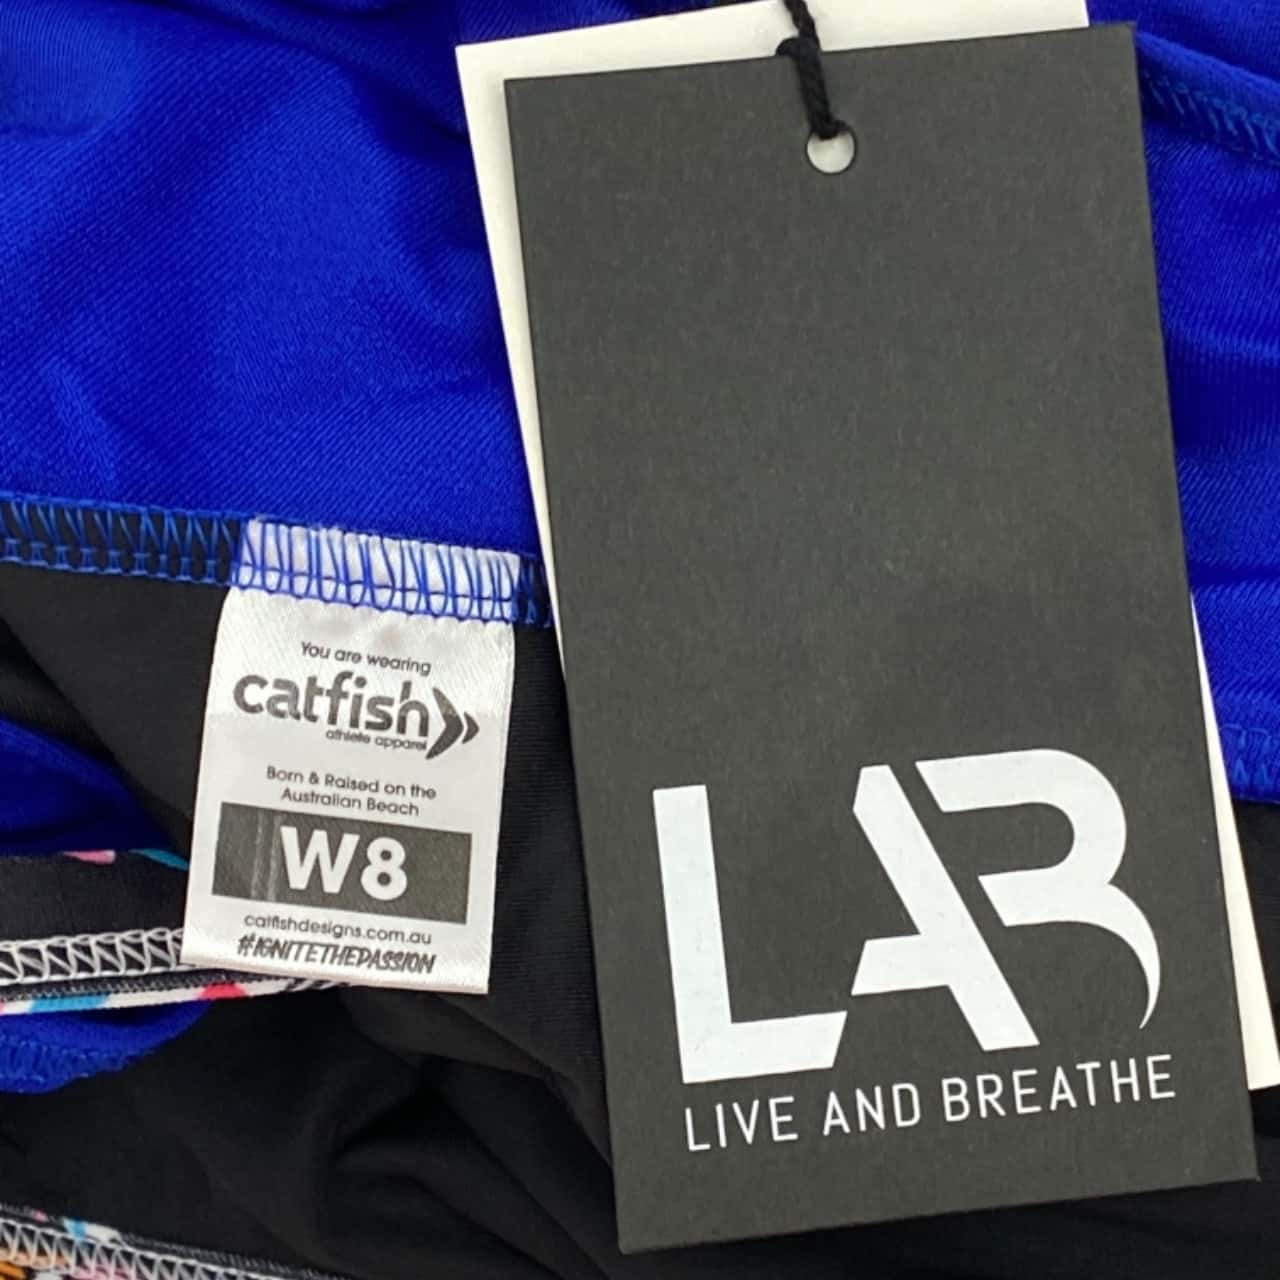 You are wearing
catfish
athlete apparel
Born & Raised on the
Australian Beach
W8
catfishdesigns.com.au
#IGNITETHEPASSION
LAB
LIVE AND BREATHE